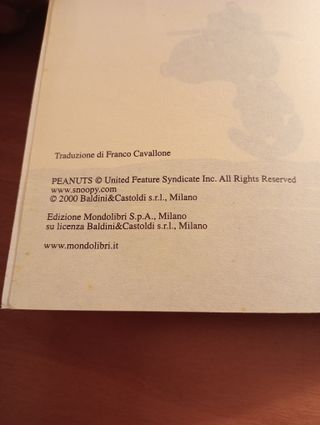 Traduzione di Franco Cavallone
PEANUTS © United Feature Syndicate Inc. All Rights Reserved
www.snoopy.com
© 2000 Baldini&Castoldi s.r.l., Milano
Edizione Mondolibri S.p.A., Milano
su licenza Baldini&Castoldi s.r.l., Milano
www.mondolibri.it